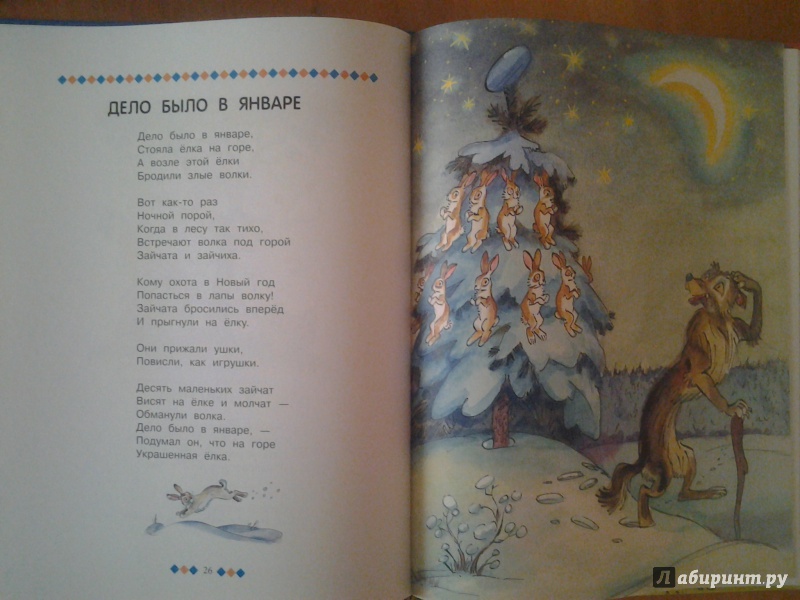 ДЕЛО БЫЛО В ЯНВАРЕ
Дело было в январе,
Стояла ёлка на горе,
А возле этой ёлки
Бродили злые волки.
Вот как-то раз
Ночной порой,
Когда в лесу так тихо,
Встречают волка под горой
Зайчата и зайчиха.
Кому охота в Новый год
Попасться в лапы волку!
Зайчата бросились вперёд
И прыгнули на ёлку.
Они прижали ушки,
Повисли, как игрушки.
Десять маленьких зайчат
Висят на ёлке и молчат —
Обманули волка.
Дело было в январе, —
Подумал он, что на горе
Украшенная ёлка.
26
Лабиринт.ру